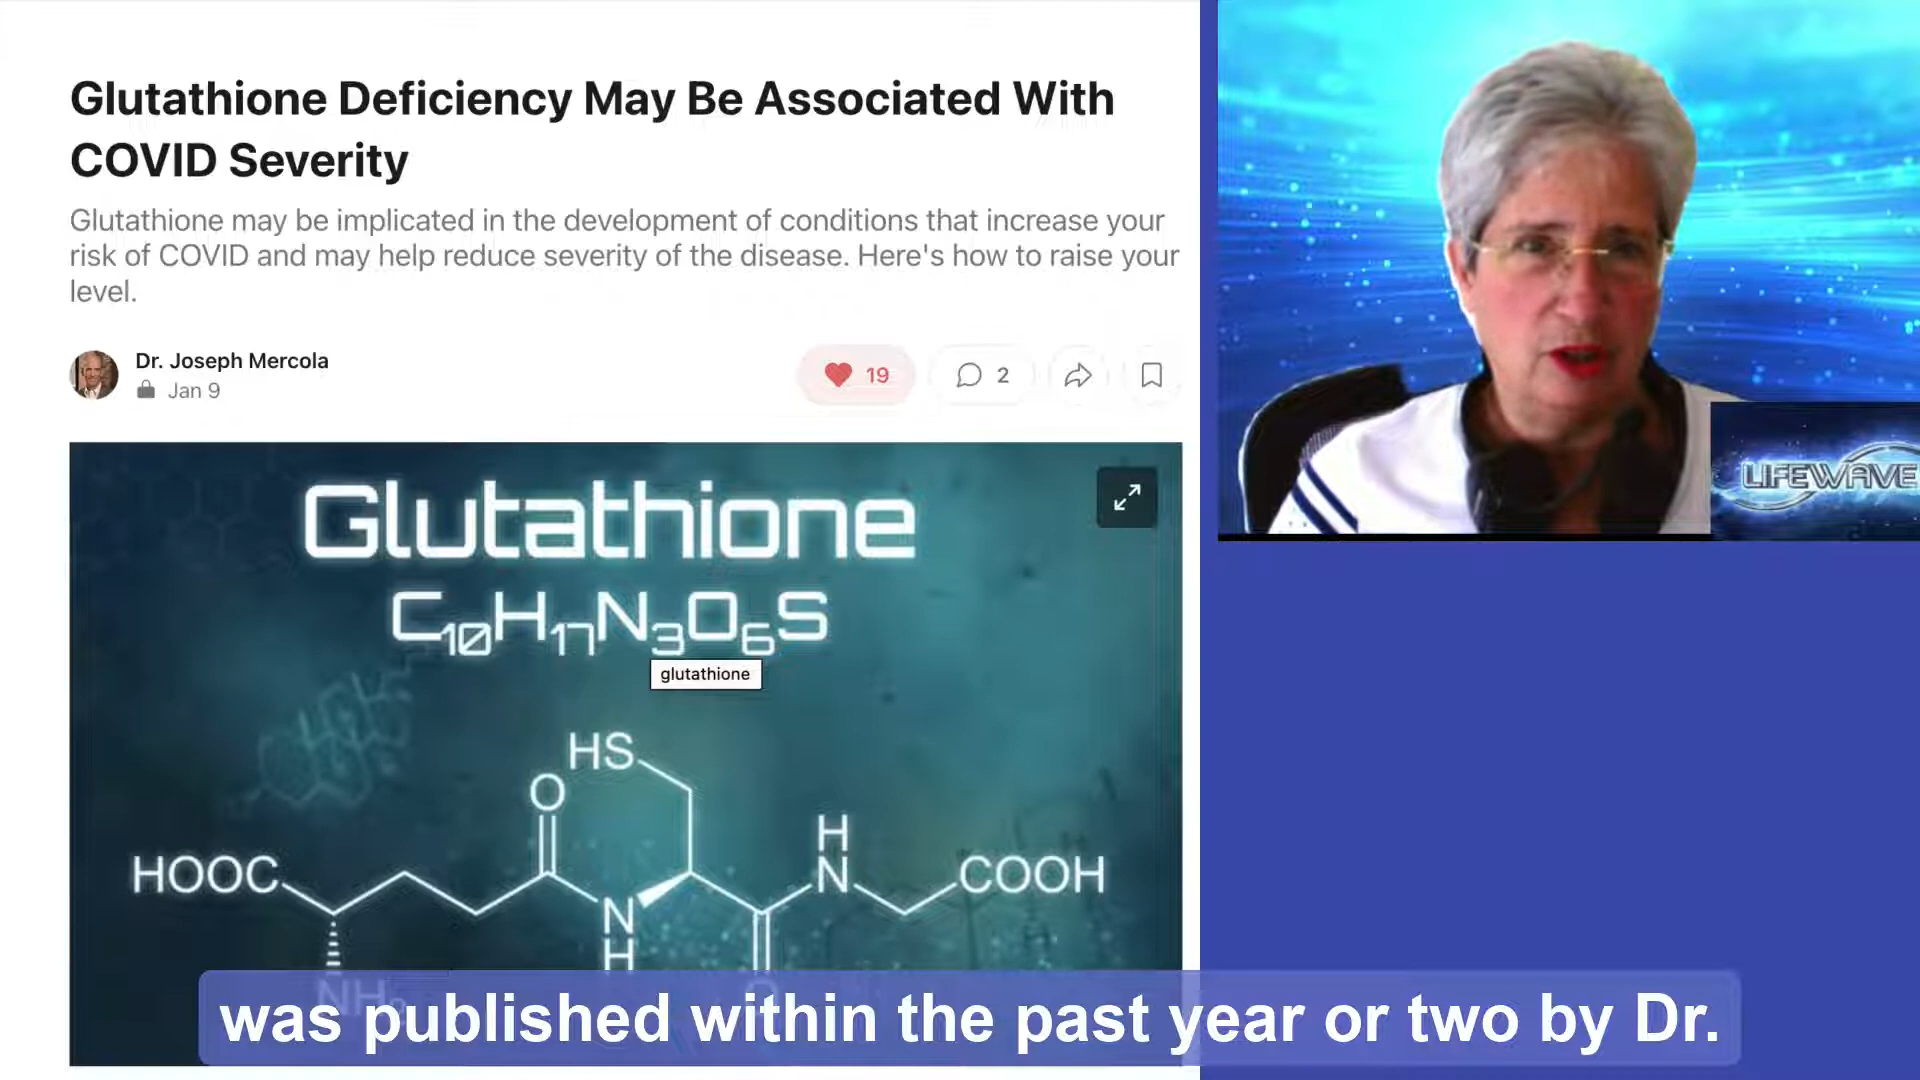 Glutathione Deficiency May Be Associated With
COVID Severity
Glutathione may be implicated in the development of conditions that increase your
risk of COVID and may help reduce severity of the disease. Here's how to raise your
level.
Dr. Joseph Mercola
Jan 9
19
2
LIFEWAVE
Glutathione
C10H17N3O6S
glutathione
HS
O
H
HOOC
N
COOH
N
H
NH2
O
was published within the past year or two by Dr.